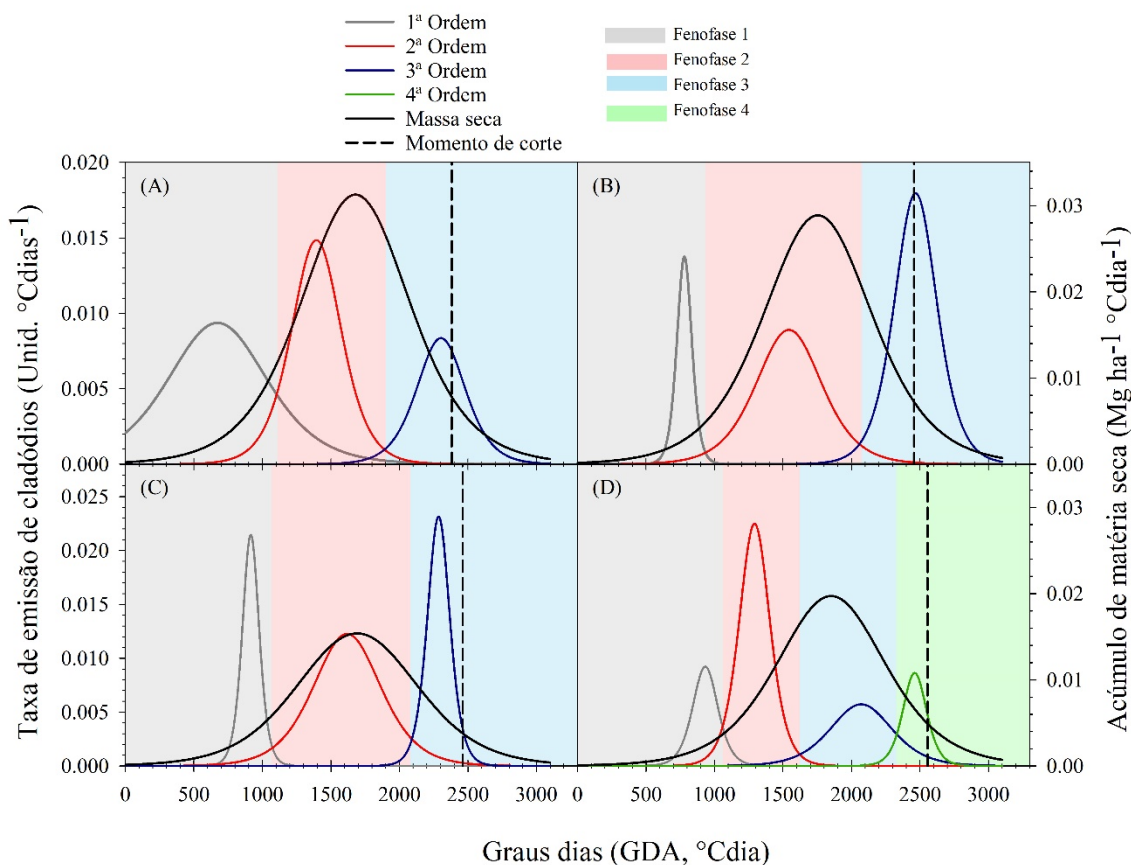 1ª Ordem
2ª Ordem
3ª Ordem
4ª Ordem
Massa seca
Momento de corte
Fenofase 1
Fenofase 2
Fenofase 3
Fenofase 4
Taxa de emissão de cladódios (Unid. °Cdias-1)
0.020
0.015
0.010
0.005
0.000
(A)
(B)
0.03
0.02
0.01
0.00
0.025
0.020
0.015
0.010
0.005
0.000
(C)
(D)
0.03
0.02
0.01
0.00
Acúmulo de matéria seca (Mg ha-1 °Cdia-1)
0 500 1000 1500 2000 2500 3000
0 500 1000 1500 2000 2500 3000
Graus dias (GDA, °Cdia)